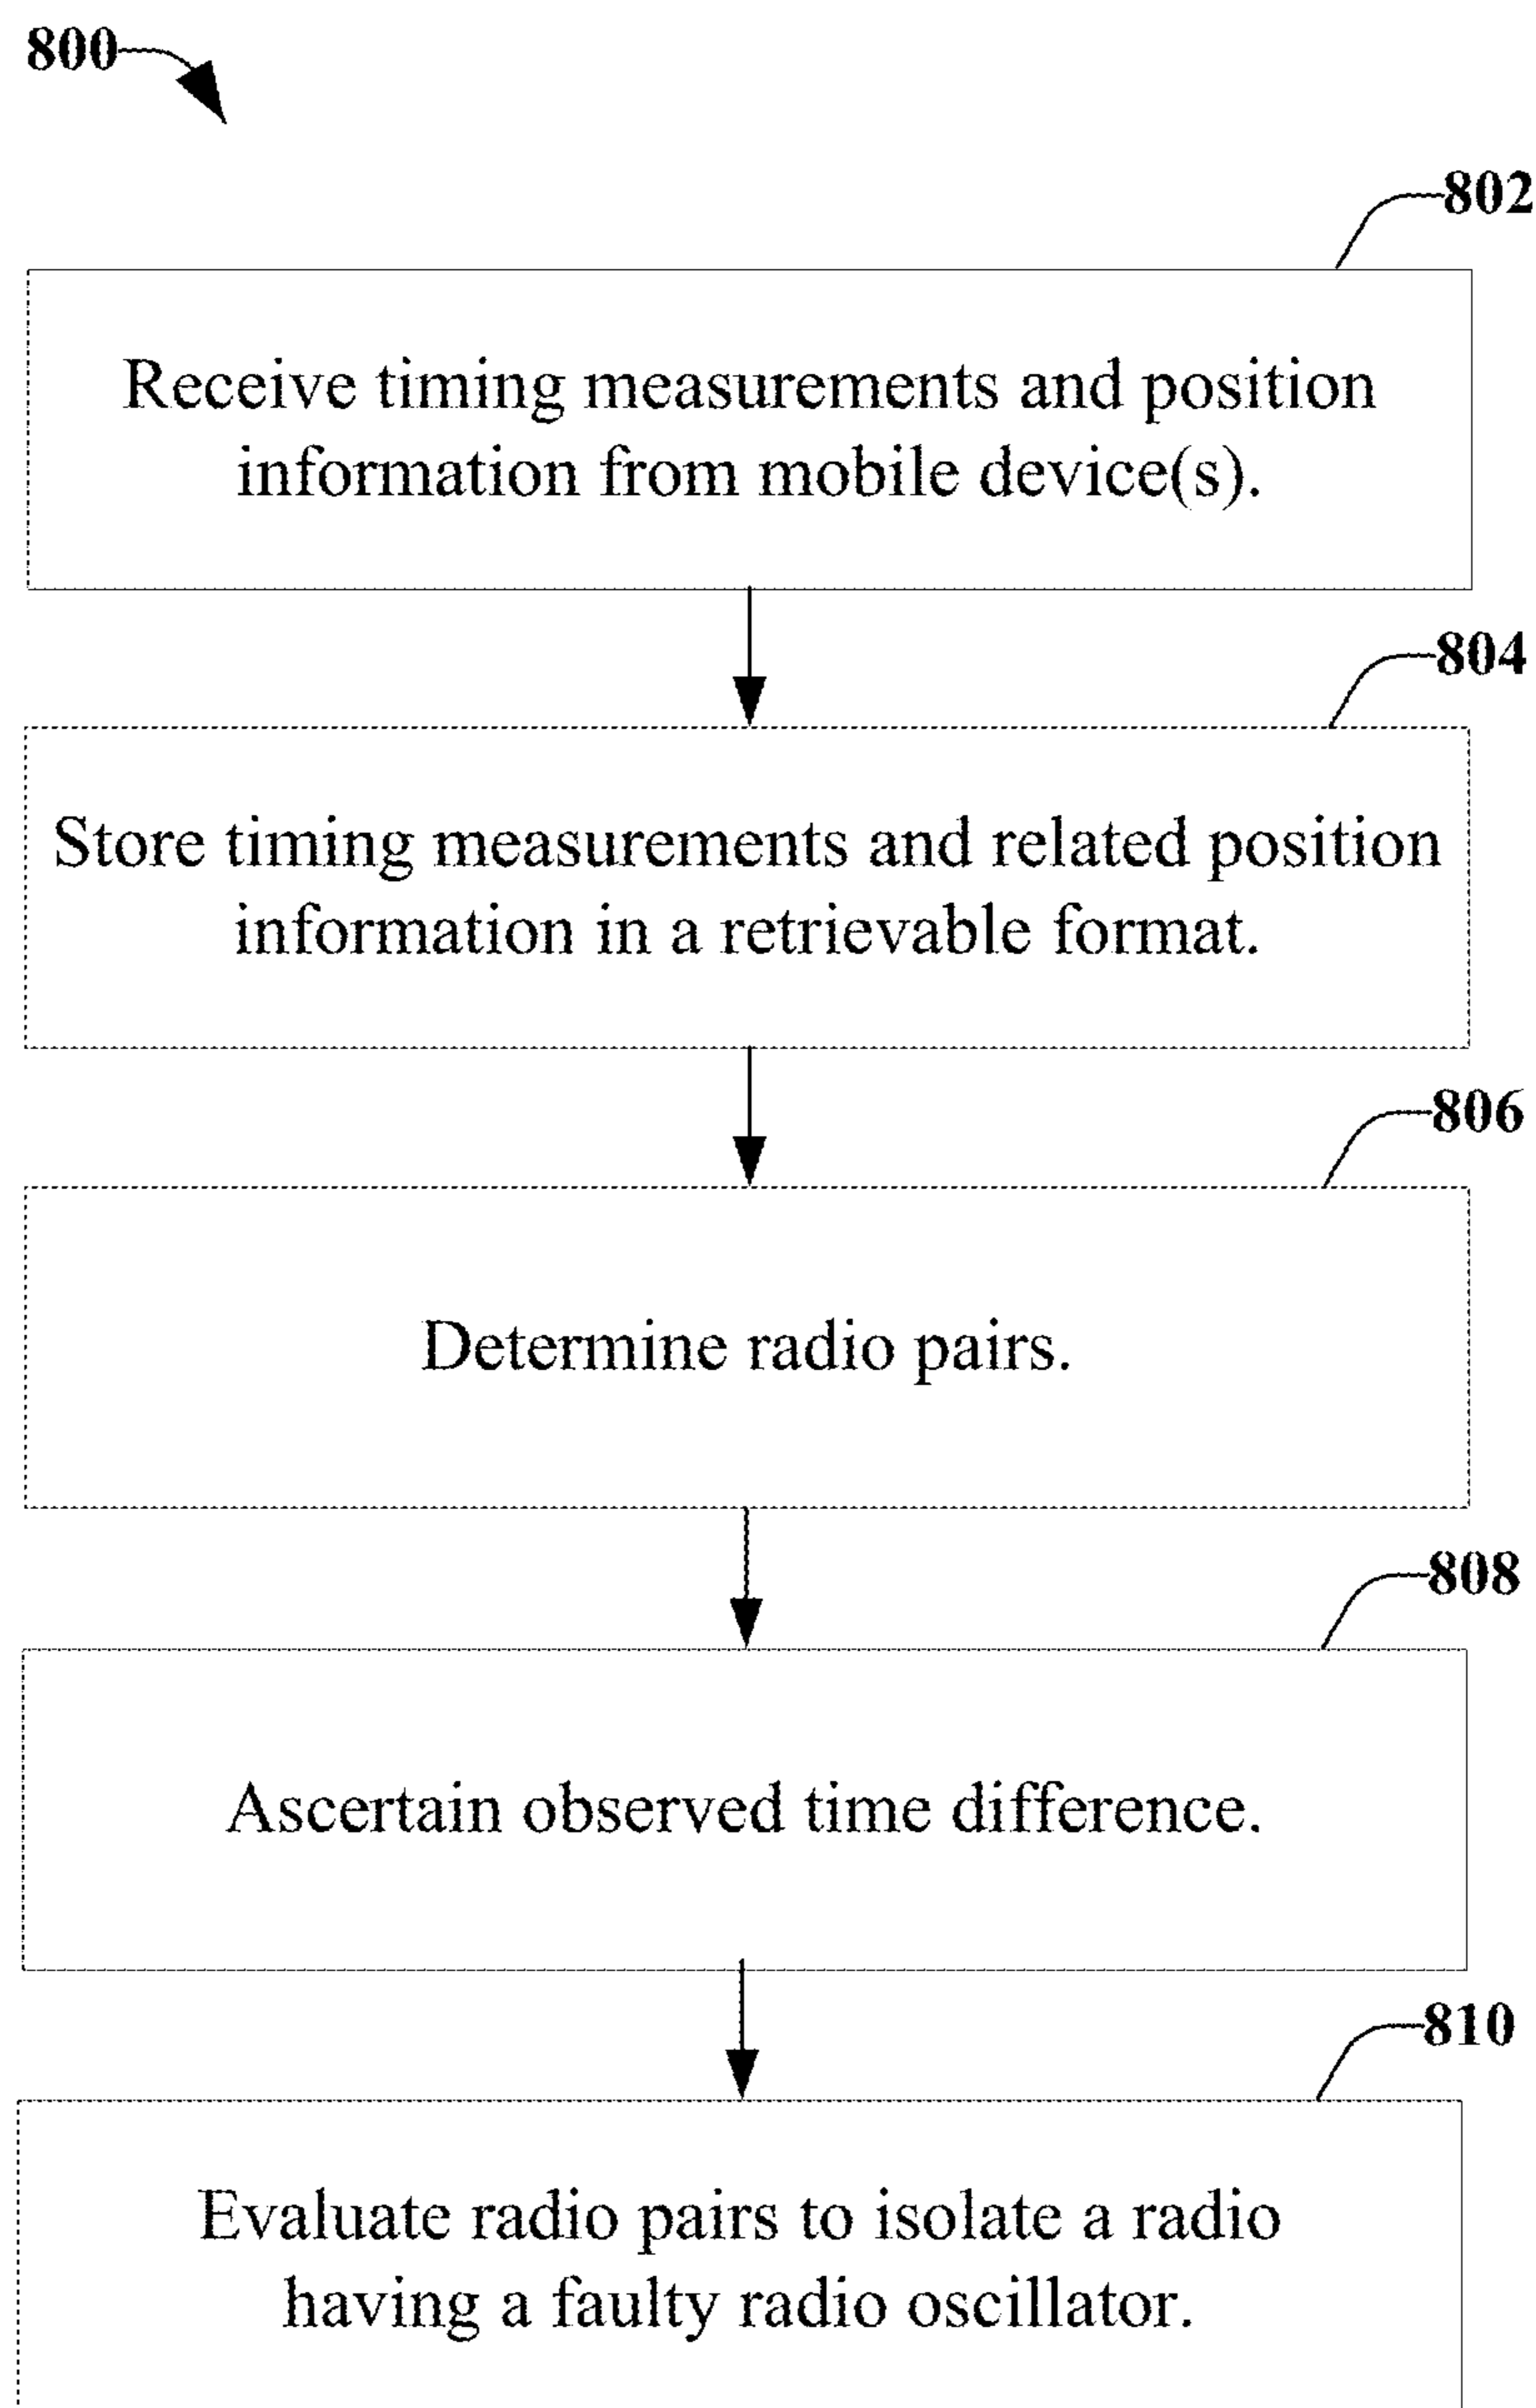 800
802
Receive timing measurements and position
information from mobile device(s).
804
Store timing measurements and related position
information in a retrievable format.
806
Determine radio pairs.
808
Ascertain observed time difference.
810
Evaluate radio pairs to isolate a radio
having a faulty radio oscillator.